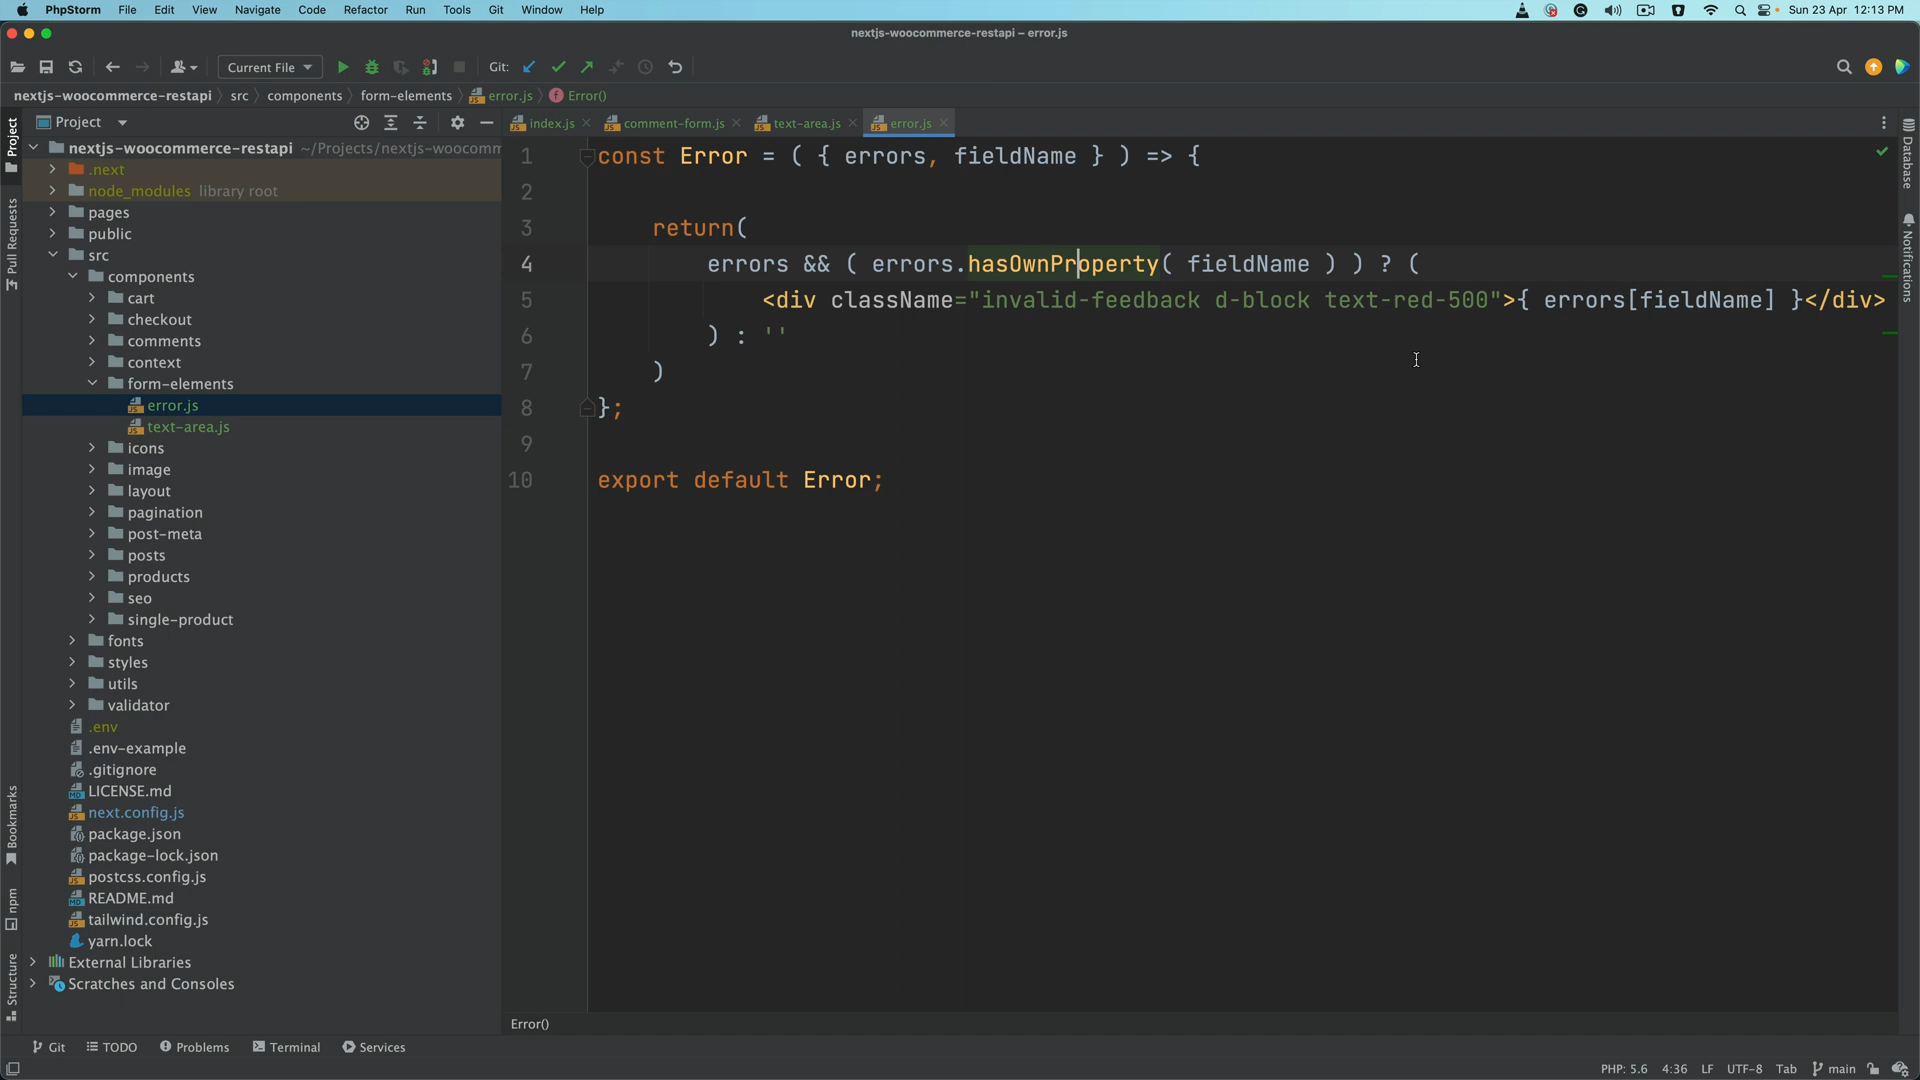 PhpStorm File Edit View Navigate Code Refactor Run Tools Git Window Help Sun 23 Apr 12:13 PM
nextjs-woocommerce-restapi – error.js
Current File Git:
nextjs-woocommerce-restapi src components form-elements error.js Error()
Project
index.js comment-form.js text-area.js error.js
nextjs-woocommerce-restapi ~/Projects/nextjs-woocomm
.next
node_modules library root
pages
public
src
components
cart
checkout
comments
context
form-elements
error.js
text-area.js
icons
image
layout
pagination
post-meta
posts
products
seo
single-product
fonts
styles
utils
validator
.env
.env-example
.gitignore
LICENSE.md
next.config.js
package.json
package-lock.json
postcss.config.js
README.md
tailwind.config.js
yarn.lock
External Libraries
Scratches and Consoles
1 const Error = ( { errors, fieldName } ) => {
2
3 return(
4 errors && ( errors.hasOwnProperty( fieldName ) ) ? (
5 <div className="invalid-feedback d-block text-red-500">{ errors[fieldName] }</div>
6 ) : ''
7 )
8 };
9
10 export default Error;
Error()
Project
Pull Requests
Bookmarks
npm
Structure
Database
Notifications
Git TODO Problems Terminal Services
PHP: 5.6 4:36 LF UTF-8 Tab main